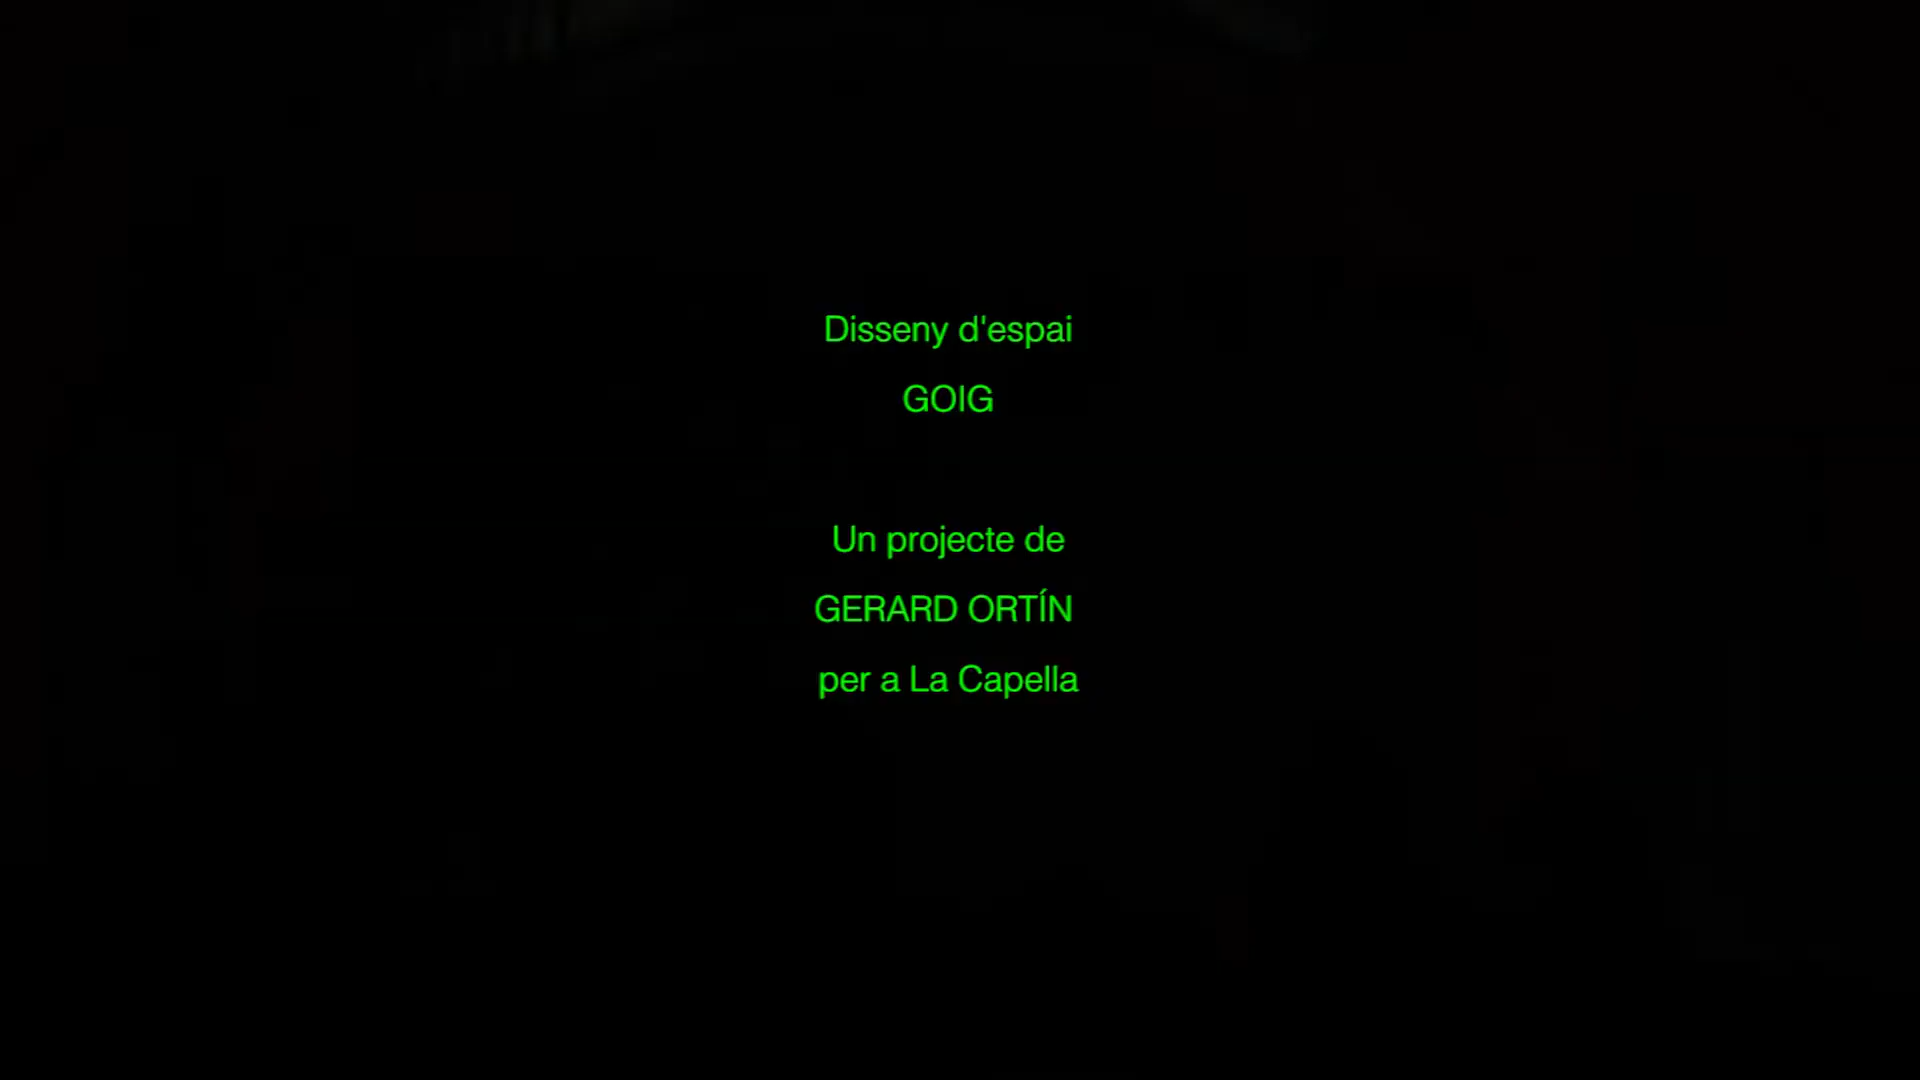 Disseny d'espai
GOIG
Un projecte de
GERARD ORTÍN
per a La Capella